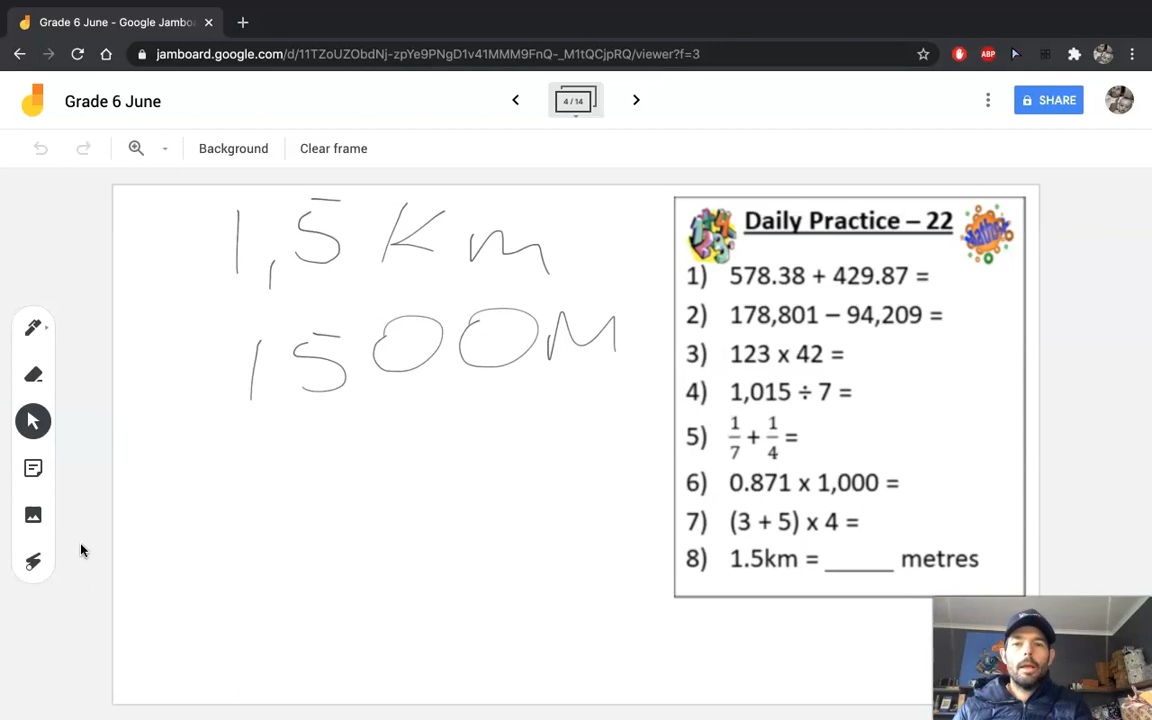 Grade 6 June - Google Jambo
jamboard.google.com/d/11TZoUZObdNj-zpYe9PNgD1v41MMM9FnQ-_M1tQCjpRQ/viewer?f=3
ABP
Grade 6 June
4 / 14
SHARE
Background
Clear frame
1,5 Km
1500M
Daily Practice – 22
1) 578.38 + 429.87 =
2) 178,801 – 94,209 =
3) 123 x 42 =
4) 1,015 ÷ 7 =
5) 1/7 + 1/4 =
6) 0.871 x 1,000 =
7) (3 + 5) x 4 =
8) 1.5km = _____ metres